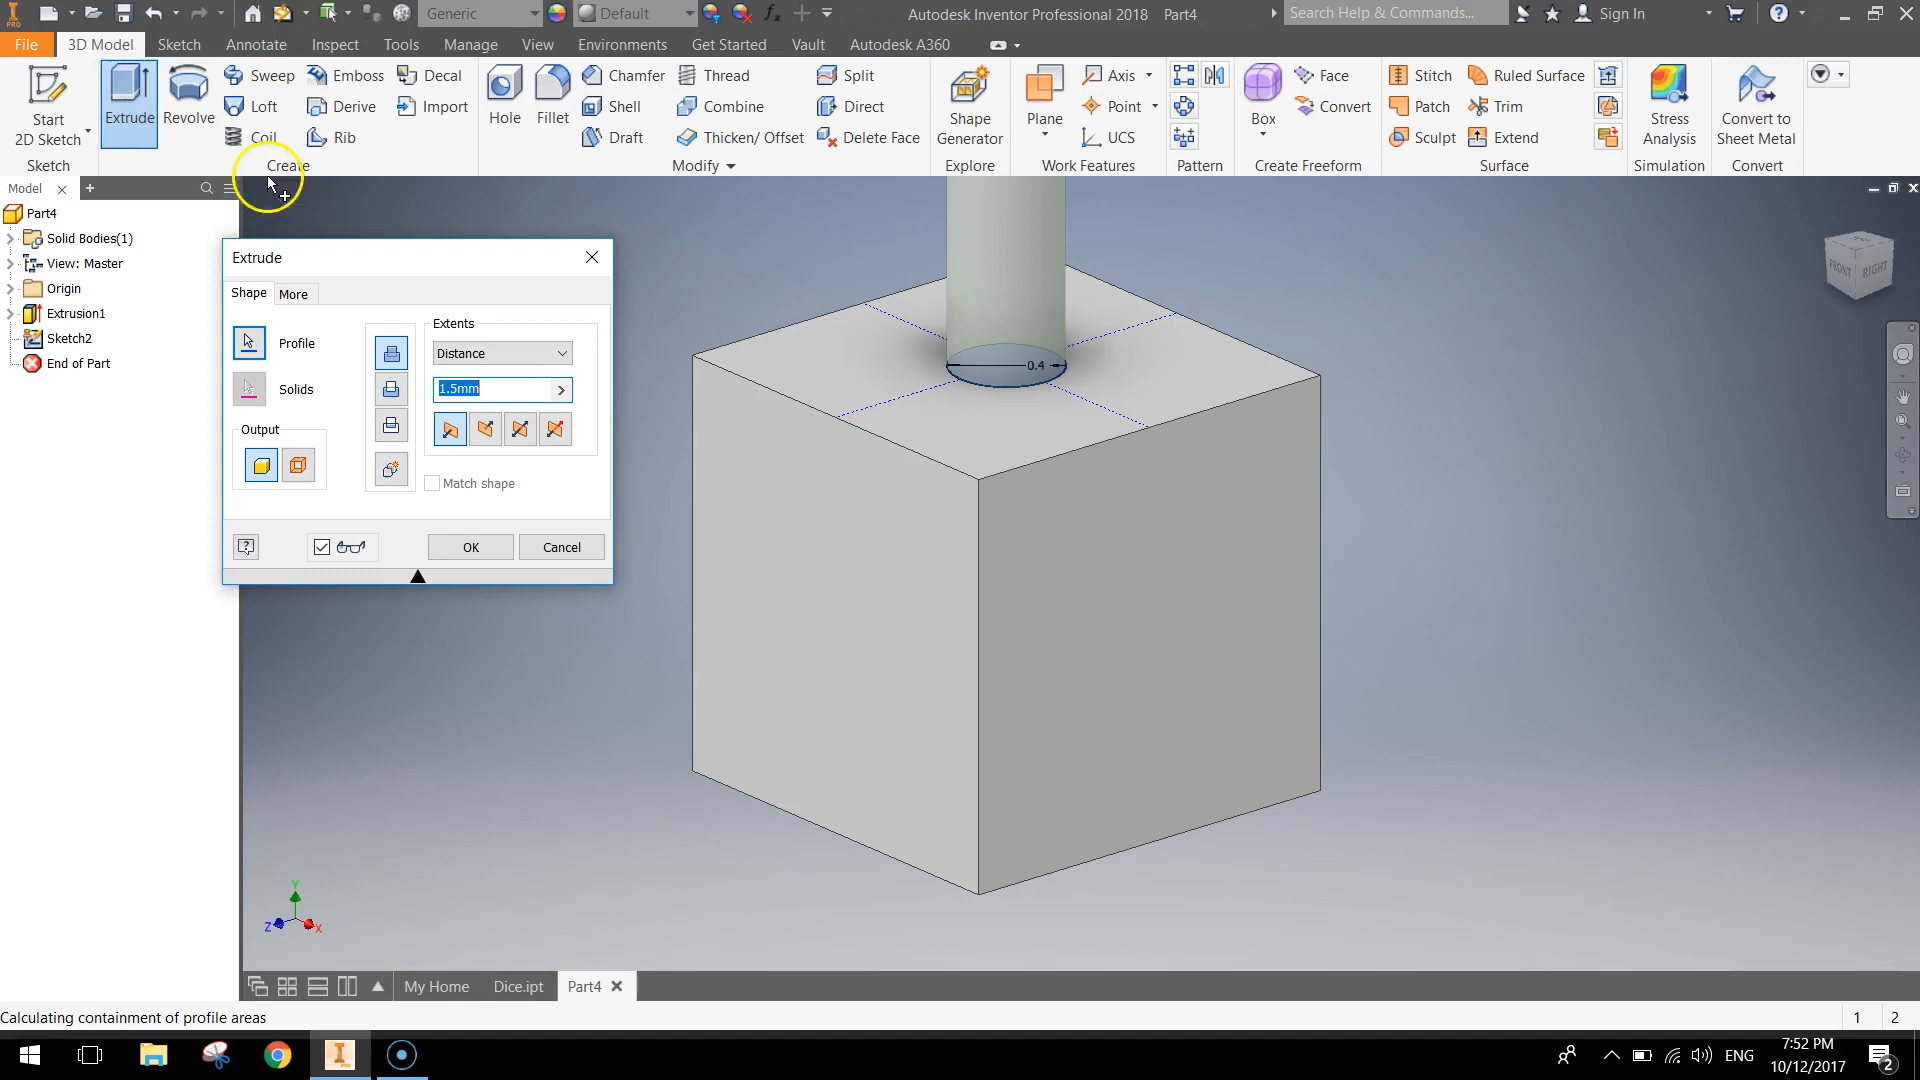 PRO
Generic
Default
Autodesk Inventor Professional 2018 Part4
Search Help & Commands...
Sign In
File
3D Model
Sketch
Annotate
Inspect
Tools
Manage
View
Environments
Get Started
Vault
Autodesk A360
Start
2D Sketch
Extrude
Revolve
Sweep
Loft
Coil
Emboss
Derive
Rib
Decal
Import
Hole
Fillet
Chamfer
Shell
Draft
Thread
Combine
Thicken/ Offset
Split
Direct
Delete Face
Shape
Generator
Plane
Axis
Point
UCS
Box
Face
Convert
Stitch
Patch
Sculpt
Ruled Surface
Trim
Extend
Stress
Analysis
Convert to
Sheet Metal
Sketch
Create
Modify
Explore
Work Features
Pattern
Create Freeform
Surface
Simulation
Convert
Model
Part4
Solid Bodies(1)
View: Master
Origin
Extrusion1
Sketch2
End of Part
Extrude
Shape
More
Profile
Solids
Output
Extents
Distance
1.5mm
Match shape
OK
Cancel
0.4
FRONT
RIGHT
Y
Z
X
My Home
Dice.ipt
Part4
Calculating containment of profile areas
1
2
ENG
7:52 PM
10/12/2017
2